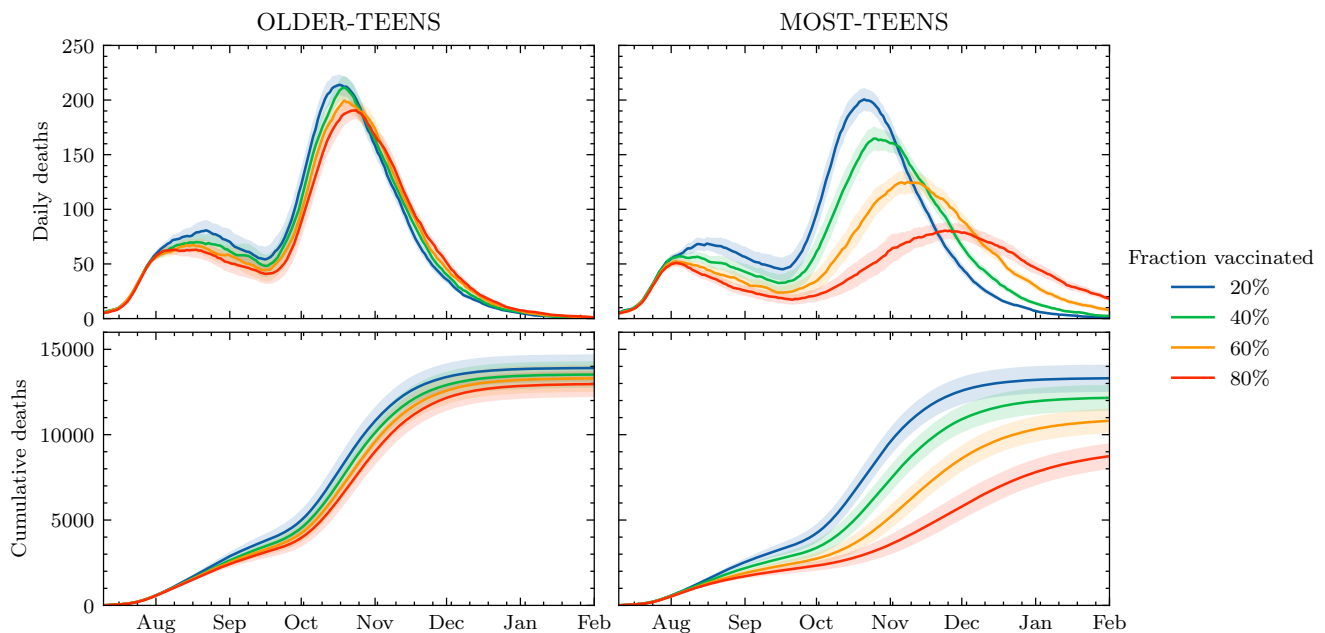 OLDER-TEENS
MOST-TEENS
250
200
150
100
50
0
Daily deaths
15000
10000
5000
0
Cumulative deaths
Aug Sep Oct Nov Dec Jan Feb
Aug Sep Oct Nov Dec Jan Feb
Fraction vaccinated
20%
40%
60%
80%